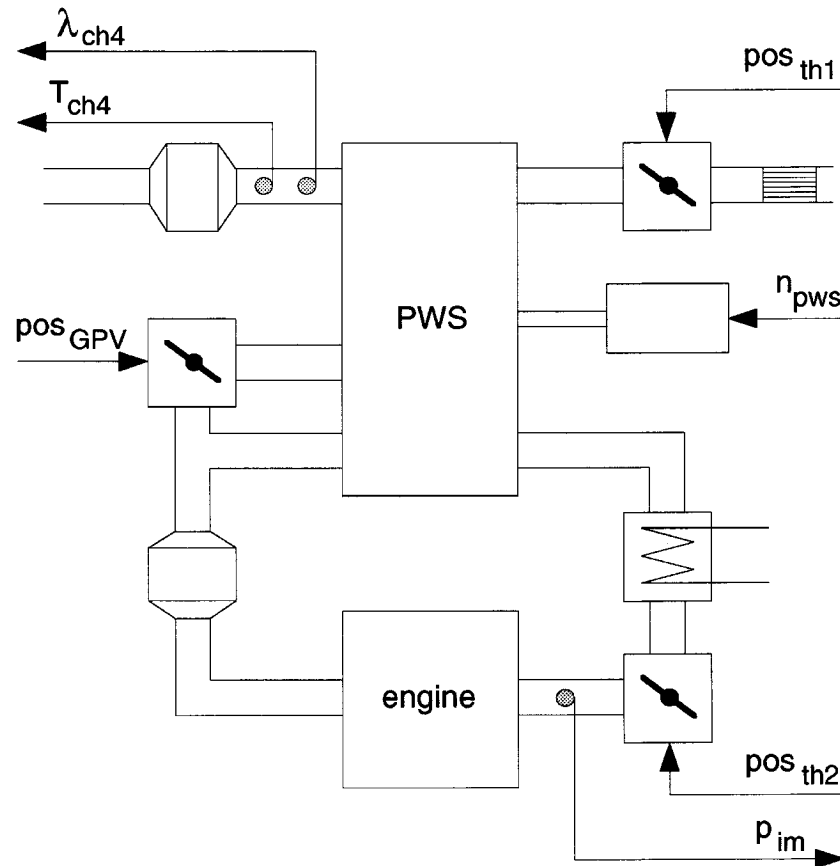 λch4
posth1
Tch4
npws
PWS
posGPV
engine
posth2
pim